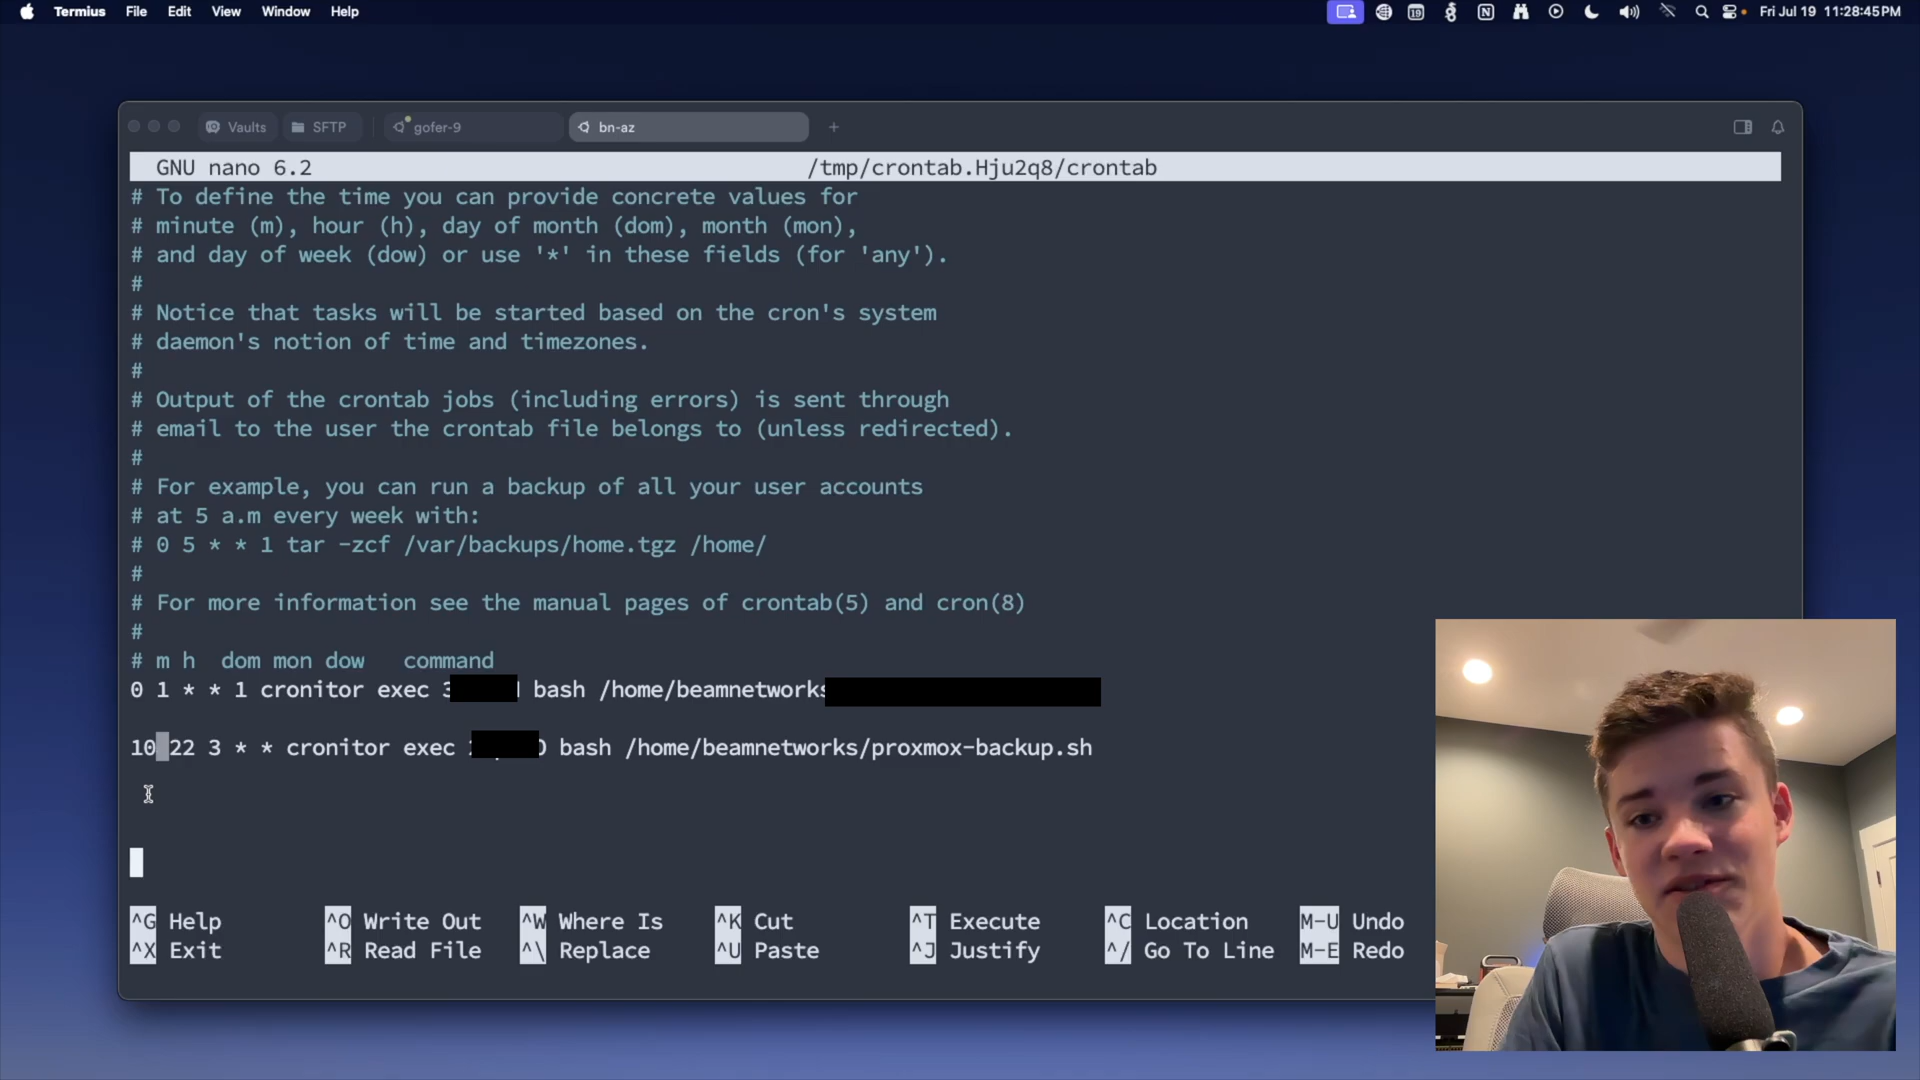 Termius File Edit View Window Help
19
Fri Jul 19 11:28:45 PM
Vaults SFTP gofer-9 bn-az +
GNU nano 6.2 /tmp/crontab.Hju2q8/crontab
# To define the time you can provide concrete values for
# minute (m), hour (h), day of month (dom), month (mon),
# and day of week (dow) or use '*' in these fields (for 'any').
#
# Notice that tasks will be started based on the cron's system
# daemon's notion of time and timezones.
#
# Output of the crontab jobs (including errors) is sent through
# email to the user the crontab file belongs to (unless redirected).
#
# For example, you can run a backup of all your user accounts
# at 5 a.m every week with:
# 0 5 * * 1 tar -zcf /var/backups/home.tgz /home/
#
# For more information see the manual pages of crontab(5) and cron(8)
#
# m h  dom mon dow   command
0 1 * * 1 cronitor exec bash /home/beamnetworks
10 22 3 * * cronitor exec bash /home/beamnetworks/proxmox-backup.sh
^G Help ^O Write Out ^W Where Is ^K Cut ^T Execute ^C Location M-U Undo
^X Exit ^R Read File ^\ Replace ^U Paste ^J Justify ^/ Go To Line M-E Redo